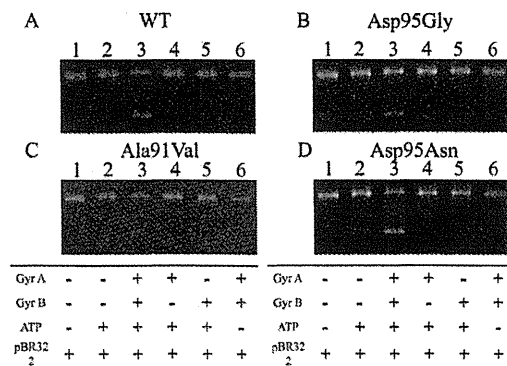 A WT
1 2 3 4 5 6
B Asp95Gly
1 2 3 4 5 6
C Ala91Val
1 2 3 4 5 6
D Asp95Asn
1 2 3 4 5 6
Gyr A - - + + - +
Gyr B - - + - + +
ATP - + + + + -
pBR32 + + + + + +
2
Gyr A - - + + - +
Gyr B - - + - + +
ATP - + + + + -
pBR32 + + + + + +
2